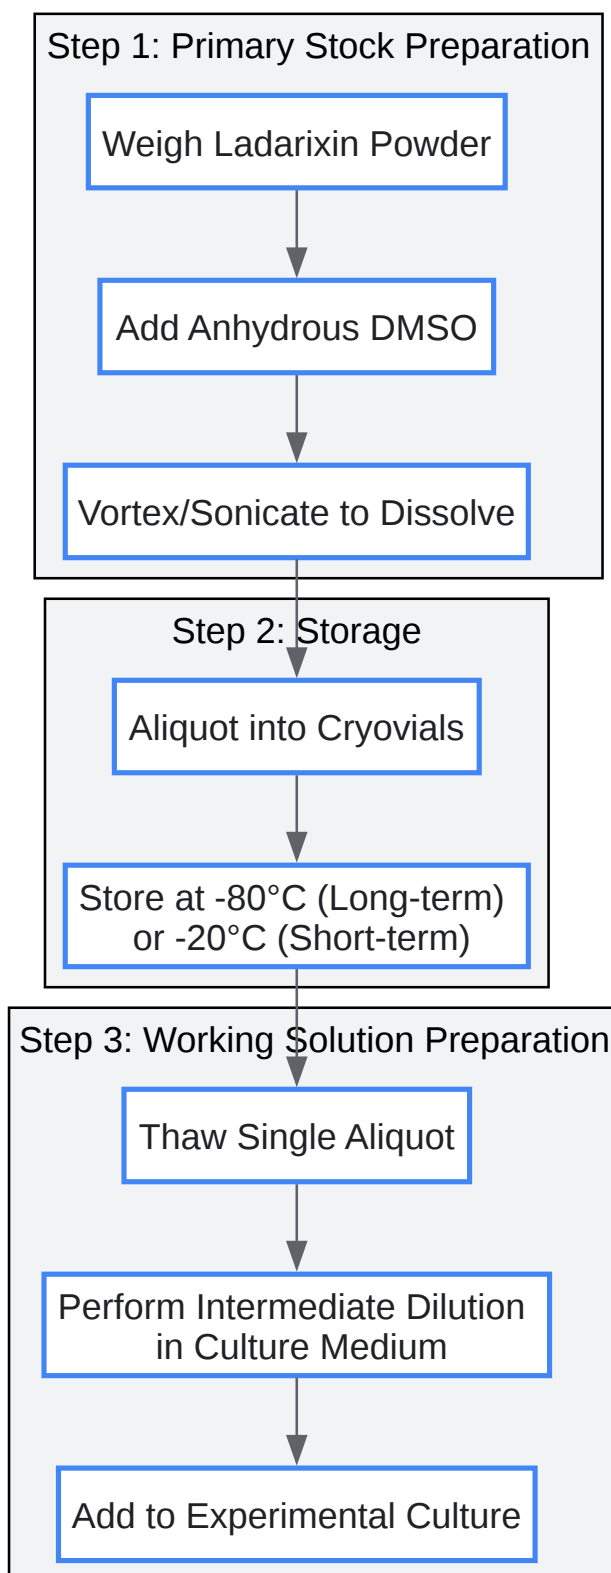 Step 1: Primary Stock Preparation
Weigh Ladarixin Powder
Add Anhydrous DMSO
Vortex/Sonicate to Dissolve
Step 2: Storage
Aliquot into Cryovials
Store at -80°C (Long-term)
or -20°C (Short-term)
Step 3: Working Solution Preparation
Thaw Single Aliquot
Perform Intermediate Dilution
in Culture Medium
Add to Experimental Culture